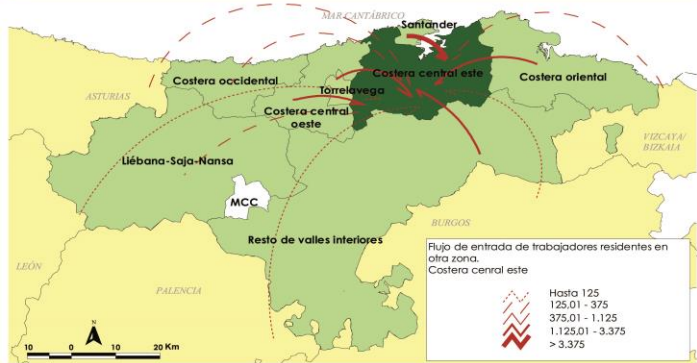 MAR CANTÁBRICO
Santander
Costera central este
Costera occidental
Costera oriental
ASTURIAS
Torrelavega
Costera central
oeste
VIZCAYA/
BIZKAIA
Liébana-Saja-Nansa
MCC
BURGOS
Resto de valles interiores
LEÓN
PALENCIA
Flujo de entrada de trabajadores residentes en
otra zona.
Costera cenral este
Hasta 125
125,01 - 375
375,01 - 1.125
1.125,01 - 3.375
> 3.375
N
10 0 10 20 Km